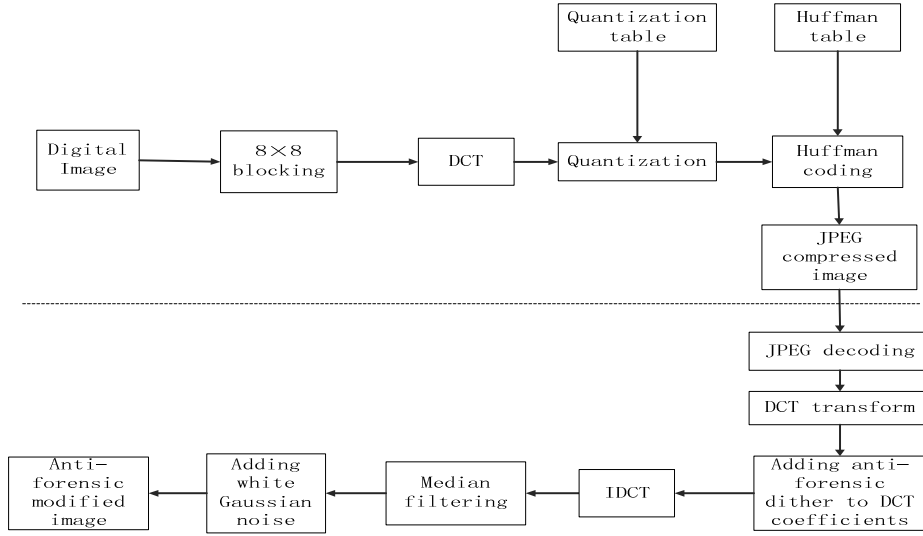 Quantization
table
Huffman
table
Digital
Image
8×8
blocking
DCT
Quantization
Huffman
coding
JPEG
compressed
image
JPEG decoding
DCT transform
Adding anti-
forensic
dither to DCT
coefficients
IDCT
Median
filtering
Adding
white
Gaussian
noise
Anti-
forensic
modified
image